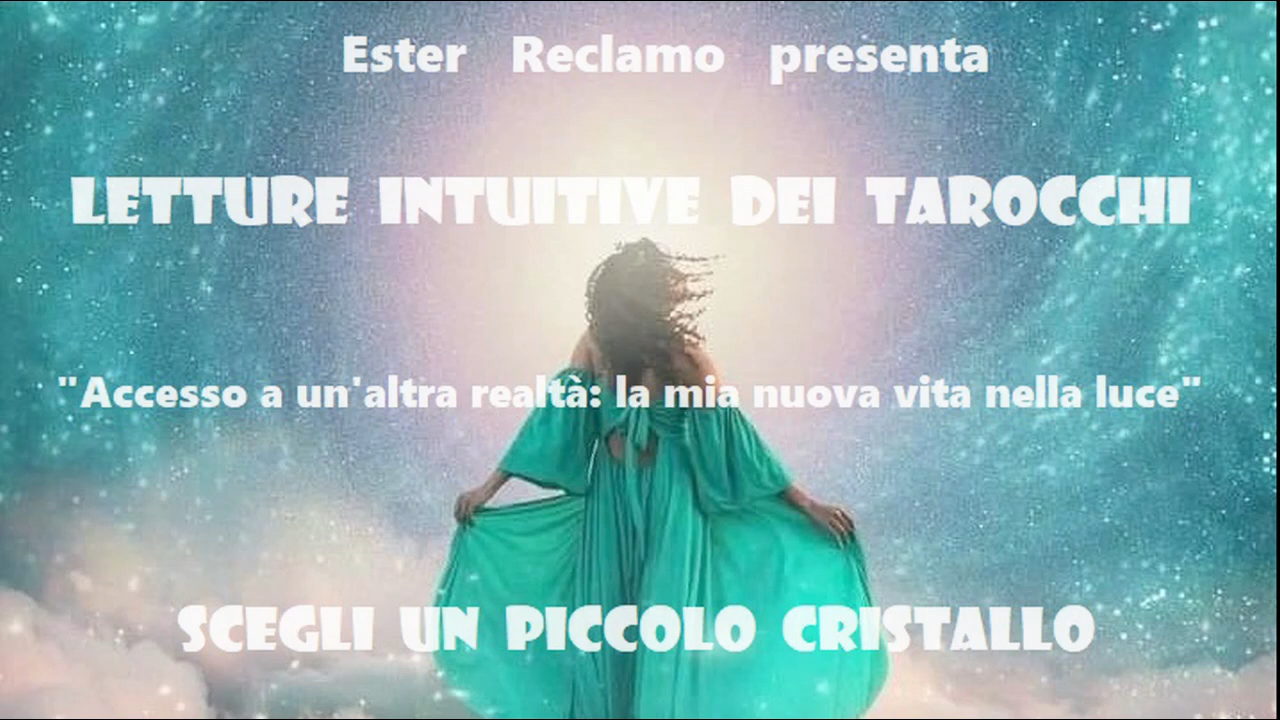 Ester Reclamo presenta
LETTURE INTUITIVE DEI TAROCCHI
"Accesso a un'altra realtà: la mia nuova vita nella luce"
SCEGLI UN PICCOLO CRISTALLO